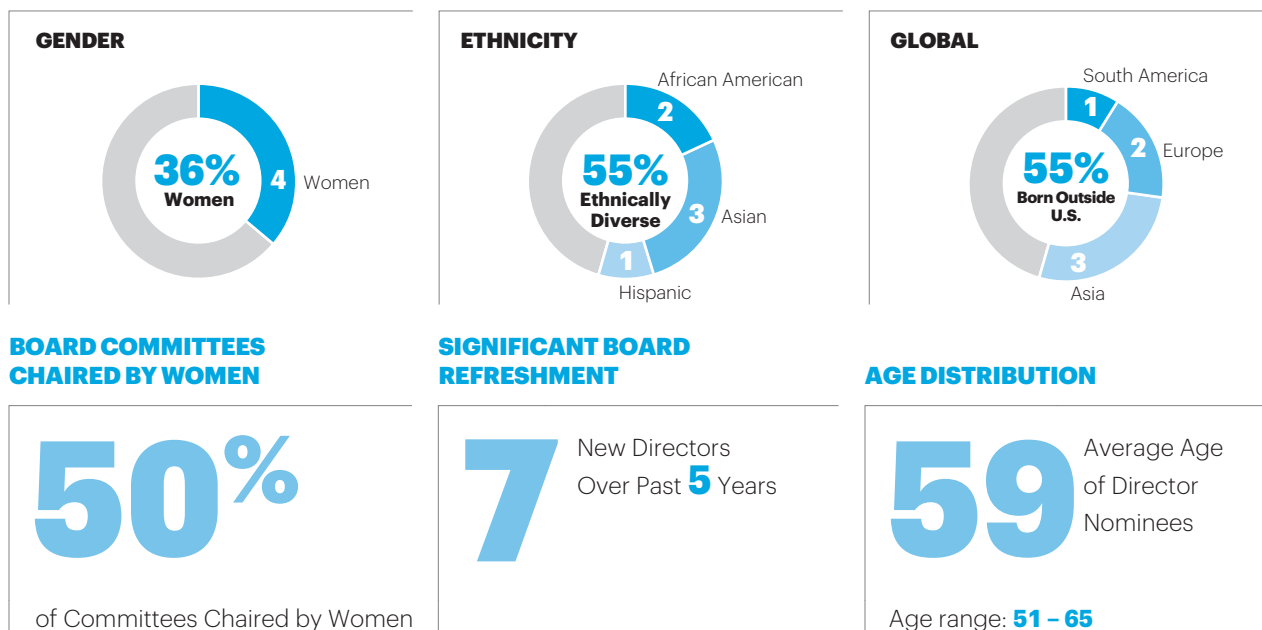 GENDER
36%
Women
4
Women
ETHNICITY
African American
2
55%
Ethnically
Diverse
3
Asian
1
Hispanic
GLOBAL
South America
1
2
Europe
55%
Born Outside
U.S.
3
Asia
BOARD COMMITTEES
CHAIRED BY WOMEN
50%
of Committees Chaired by Women
SIGNIFICANT BOARD
REFRESHMENT
7
New Directors
Over Past 5 Years
AGE DISTRIBUTION
59
Average Age
of Director
Nominees
Age range: 51 – 65